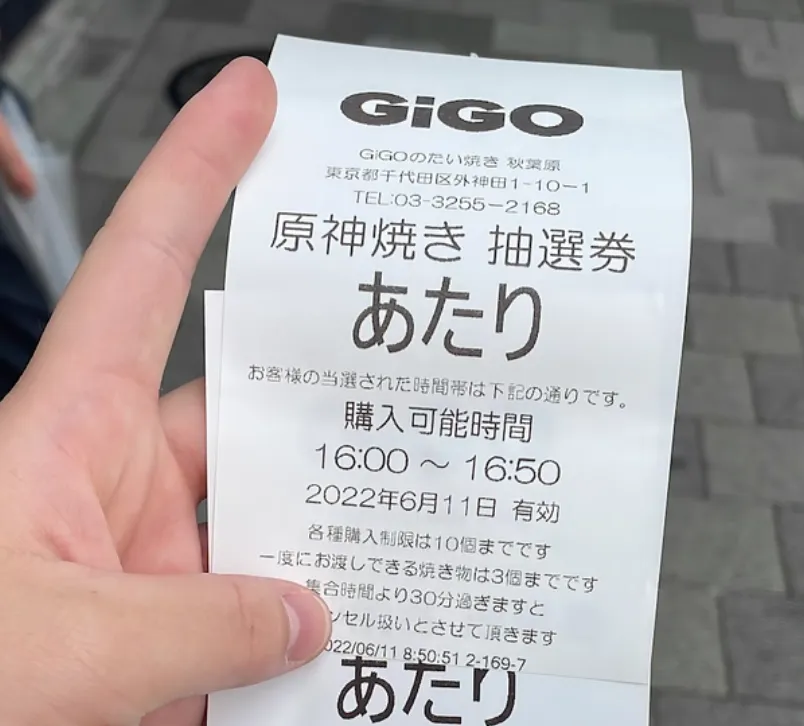 GiGO
GiGOのたい焼き 秋葉原
東京都千代田区外神田1-10-1
TEL:03-3255-2168
原神焼き 抽選券
あたり
お客様の当選された時間帯は下記の通りです。
購入可能時間
16:00 ~ 16:50
2022年6月11日 有効
各種購入制限は10個までです
一度にお渡しできる焼き物は3個までです
集合時間より30分過ぎますと
ンセル扱いとさせて頂きます
022/06/11 8:50:51 2-169-7
あたり